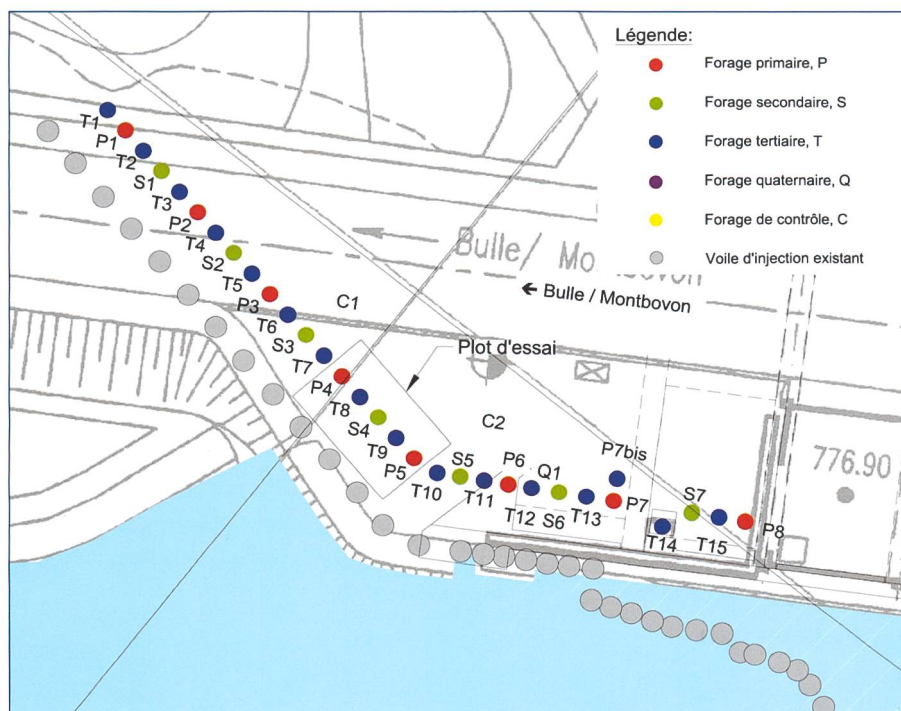 Légende:
Forage primaire, P
Forage secondaire, S
Forage tertiaire, T
Forage quaternaire, Q
Forage de contrôle, C
Voile d'injection existant
T1
P1
T2
S1
T3
P2
T4
S2
T5
P3
T6
S3
T7
P4
T8
S4
T9
P5
T10
S5
T11
P6
T12
Q1
S6
T13
P7bis
P7
T14
S7
T15
P8
C1
C2
Bulle/
← Bulle / Montbovon
Plot d'essai
776.90